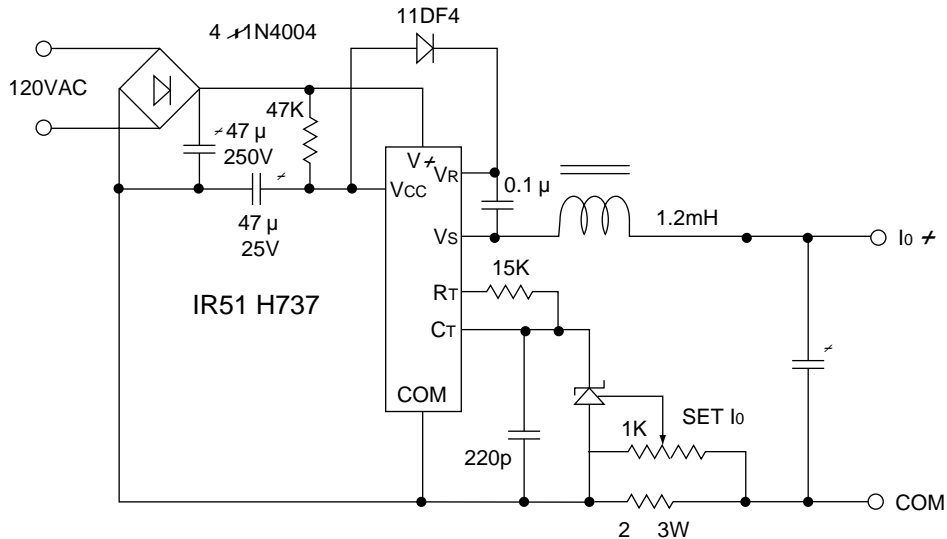 11DF4
4 ≁1N4004
120VAC
47K
≁47 µ
250V
V≁
VR
VCC
0.1 µ
≁
47 µ
25V
1.2mH
VS
I0 ≁
15K
IR51 H737
RT
CT
≁
COM
SET I0
1K
220p
COM
2 3W